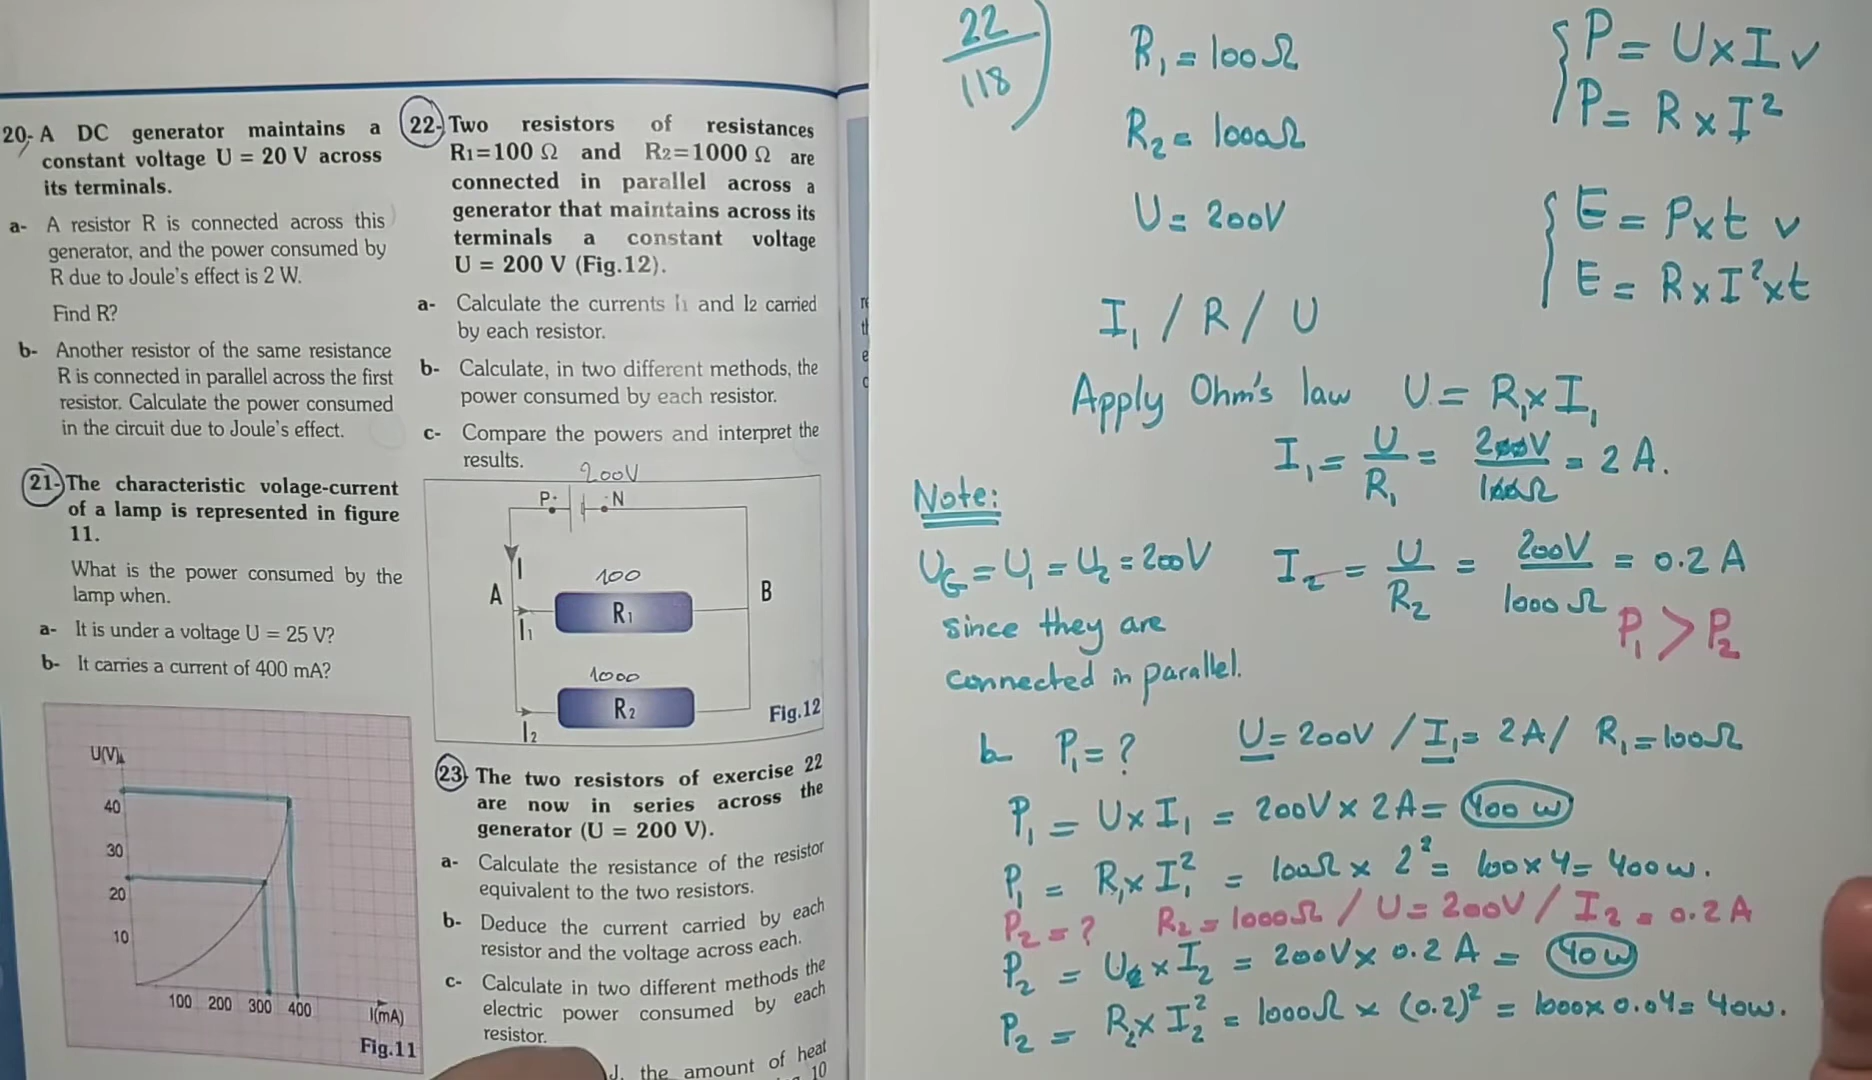 20- A DC generator maintains a
constant voltage U = 20 V across
its terminals.
a- A resistor R is connected across this
generator, and the power consumed by
R due to Joule's effect is 2 W.
Find R?
b- Another resistor of the same resistance
R is connected in parallel across the first
resistor. Calculate the power consumed
in the circuit due to Joule's effect.
21- The characteristic volage-current
of a lamp is represented in figure
11.
What is the power consumed by the
lamp when.
a- It is under a voltage U = 25 V?
b- It carries a current of 400 mA?
U(V)
40
30
20
10
100 200 300 400
I(mA)
Fig.11
22- Two resistors of resistances
R1=100 Ω and R2=1000 Ω are
connected in parallel across a
generator that maintains across its
terminals a constant voltage
U = 200 V (Fig.12).
a- Calculate the currents I1 and I2 carried
by each resistor.
b- Calculate, in two different methods, the
power consumed by each resistor.
c- Compare the powers and interpret the
results.
200V
P N
I
A 100 B
R1
I1
1000
R2
I2
Fig.12
23- The two resistors of exercise 22
are now in series across the
generator (U = 200 V).
a- Calculate the resistance of the resistor
equivalent to the two resistors.
b- Deduce the current carried by each
resistor and the voltage across each.
c- Calculate in two different methods the
electric power consumed by each
resistor.
J. the amount of heat
10
22/118)
R₁ = 100Ω
R₂ = 1000Ω
U = 200V
P = U×I ✓
P = R×I²
E = P×t ✓
E = R×I²×t
I₁ / R / U
Apply Ohm's law U = R₁×I₁
I₁ = U/R₁ = 200V/100Ω = 2 A.
Note:
U_G = U₁ = U₂ = 200V
since they are
connected in parallel.
I₂ = U/R₂ = 200V/1000Ω = 0.2 A
P₁ > P₂
b P₁ = ? U = 200V / I₁ = 2A / R₁ = 100Ω
P₁ = U×I₁ = 200V × 2A = 400 W
P₁ = R₁×I₁² = 100Ω × 2² = 100×4 = 400w.
P₂ = ? R₂ = 1000Ω / U = 200V / I₂ = 0.2 A
P₂ = U×I₂ = 200V× 0.2 A = 40 W
P₂ = R₂×I₂² = 1000Ω × (0.2)² = 1000×0.04 = 40w.